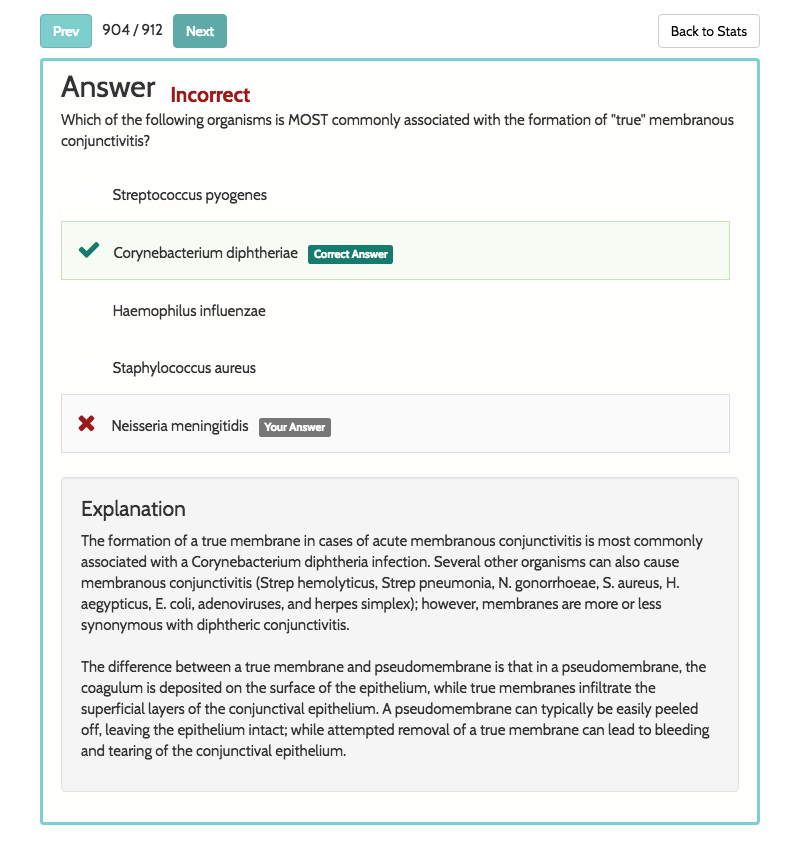 Prev 904 / 912 Next Back to Stats
Answer Incorrect
Which of the following organisms is MOST commonly associated with the formation of "true" membranous
conjunctivitis?
Streptococcus pyogenes
Corynebacterium diphtheriae Correct Answer
Haemophilus influenzae
Staphylococcus aureus
Neisseria meningitidis Your Answer
Explanation
The formation of a true membrane in cases of acute membranous conjunctivitis is most commonly
associated with a Corynebacterium diphtheria infection. Several other organisms can also cause
membranous conjunctivitis (Strep hemolyticus, Strep pneumonia, N. gonorrhoeae, S. aureus, H.
aegypticus, E. coli, adenoviruses, and herpes simplex); however, membranes are more or less
synonymous with diphtheric conjunctivitis.
The difference between a true membrane and pseudomembrane is that in a pseudomembrane, the
coagulum is deposited on the surface of the epithelium, while true membranes infiltrate the
superficial layers of the conjunctival epithelium. A pseudomembrane can typically be easily peeled
off, leaving the epithelium intact; while attempted removal of a true membrane can lead to bleeding
and tearing of the conjunctival epithelium.